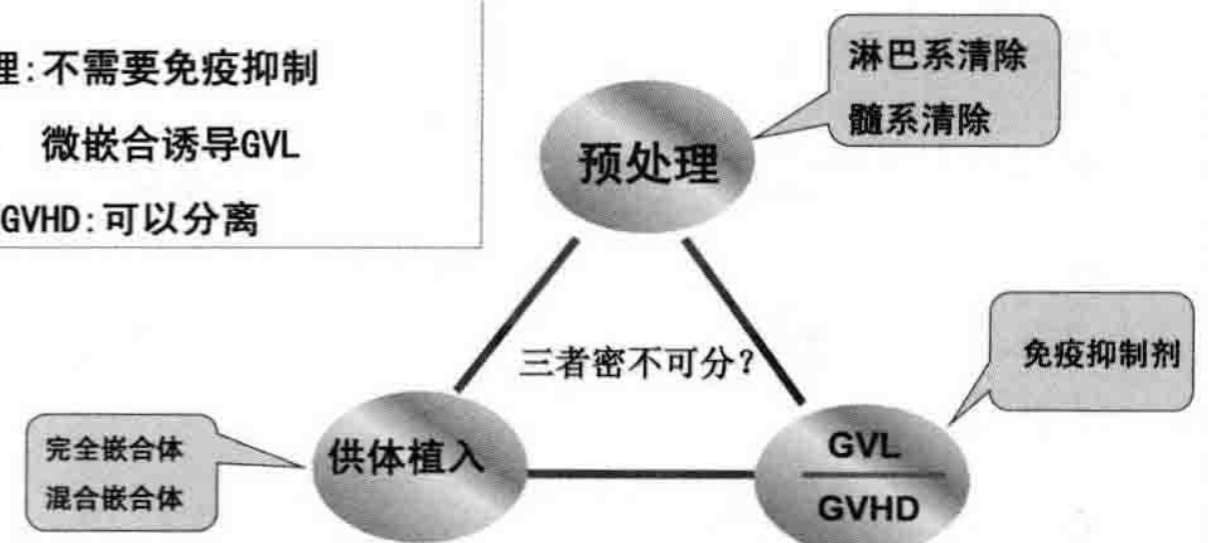 理:不需要免疫抑制
微嵌合诱导GVL
GVHD:可以分离
淋巴系清除
髓系清除
预处理
三者密不可分?
免疫抑制剂
完全嵌合体
混合嵌合体
供体植入
GVL
GVHD